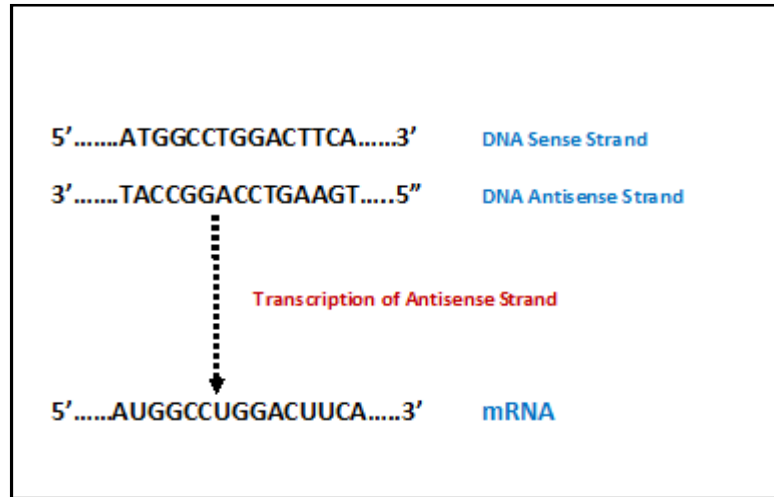 5’.......ATGGCCTGGACTTCA......3’ DNA Sense Strand
3’.......TACCGGACCTGAAGT.....5” DNA Antisense Strand
Transcription of Antisense Strand
5’......AUGGCCUGGACUUCA.....3’ mRNA